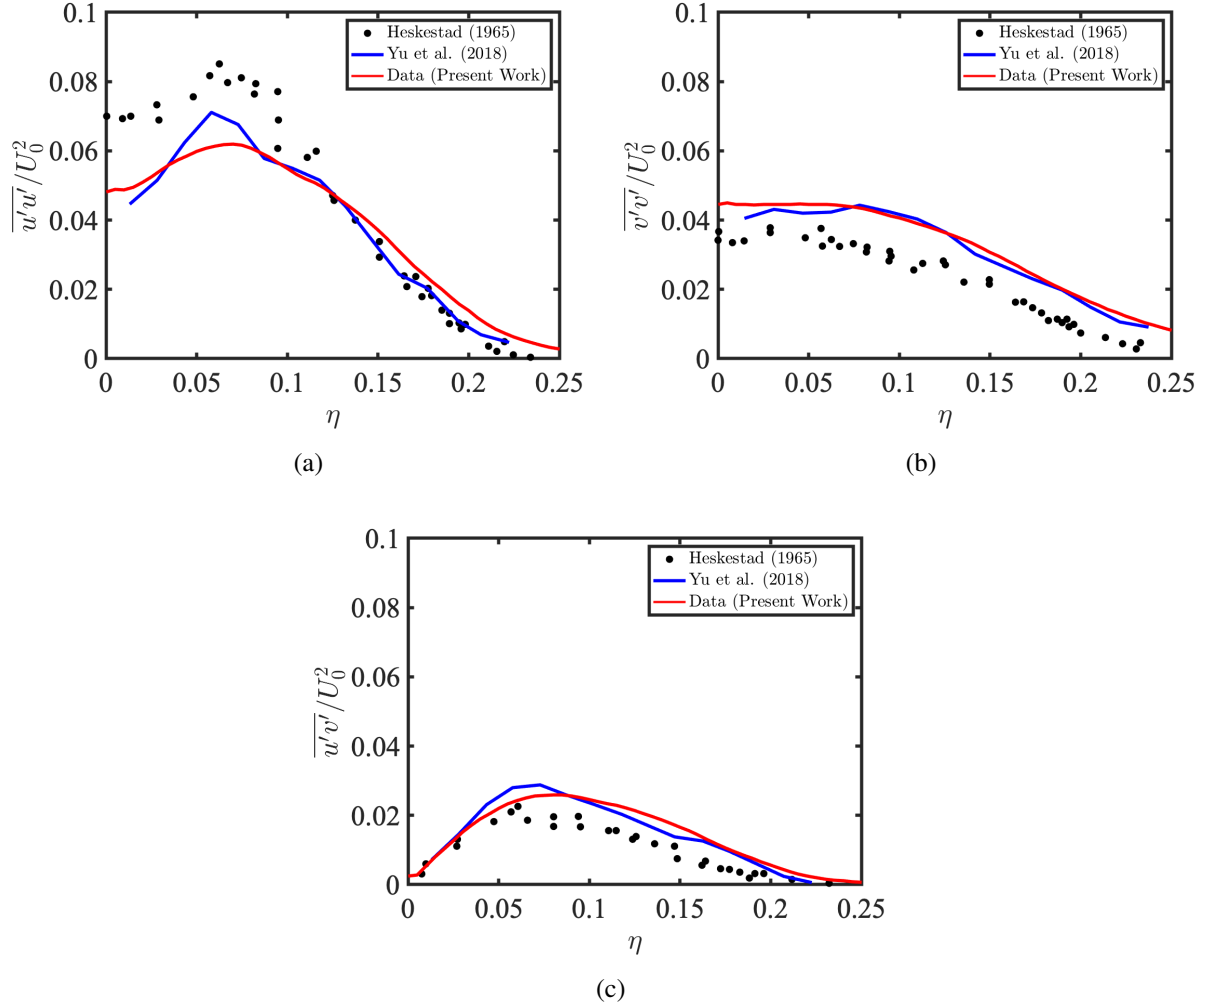 0.1
0.08
0.06
0.04
0.02
0
0 0.05 0.1 0.15 0.2 0.25
$\overline{u'u'}/U_0^2$
η
Heskestad (1965)
Yu et al. (2018)
Data (Present Work)
(a)
0.1
0.08
0.06
0.04
0.02
0
0 0.05 0.1 0.15 0.2 0.25
$\overline{v'v'}/U_0^2$
η
Heskestad (1965)
Yu et al. (2018)
Data (Present Work)
(b)
0.1
0.08
0.06
0.04
0.02
0
0 0.05 0.1 0.15 0.2 0.25
$\overline{u'v'}/U_0^2$
η
Heskestad (1965)
Yu et al. (2018)
Data (Present Work)
(c)